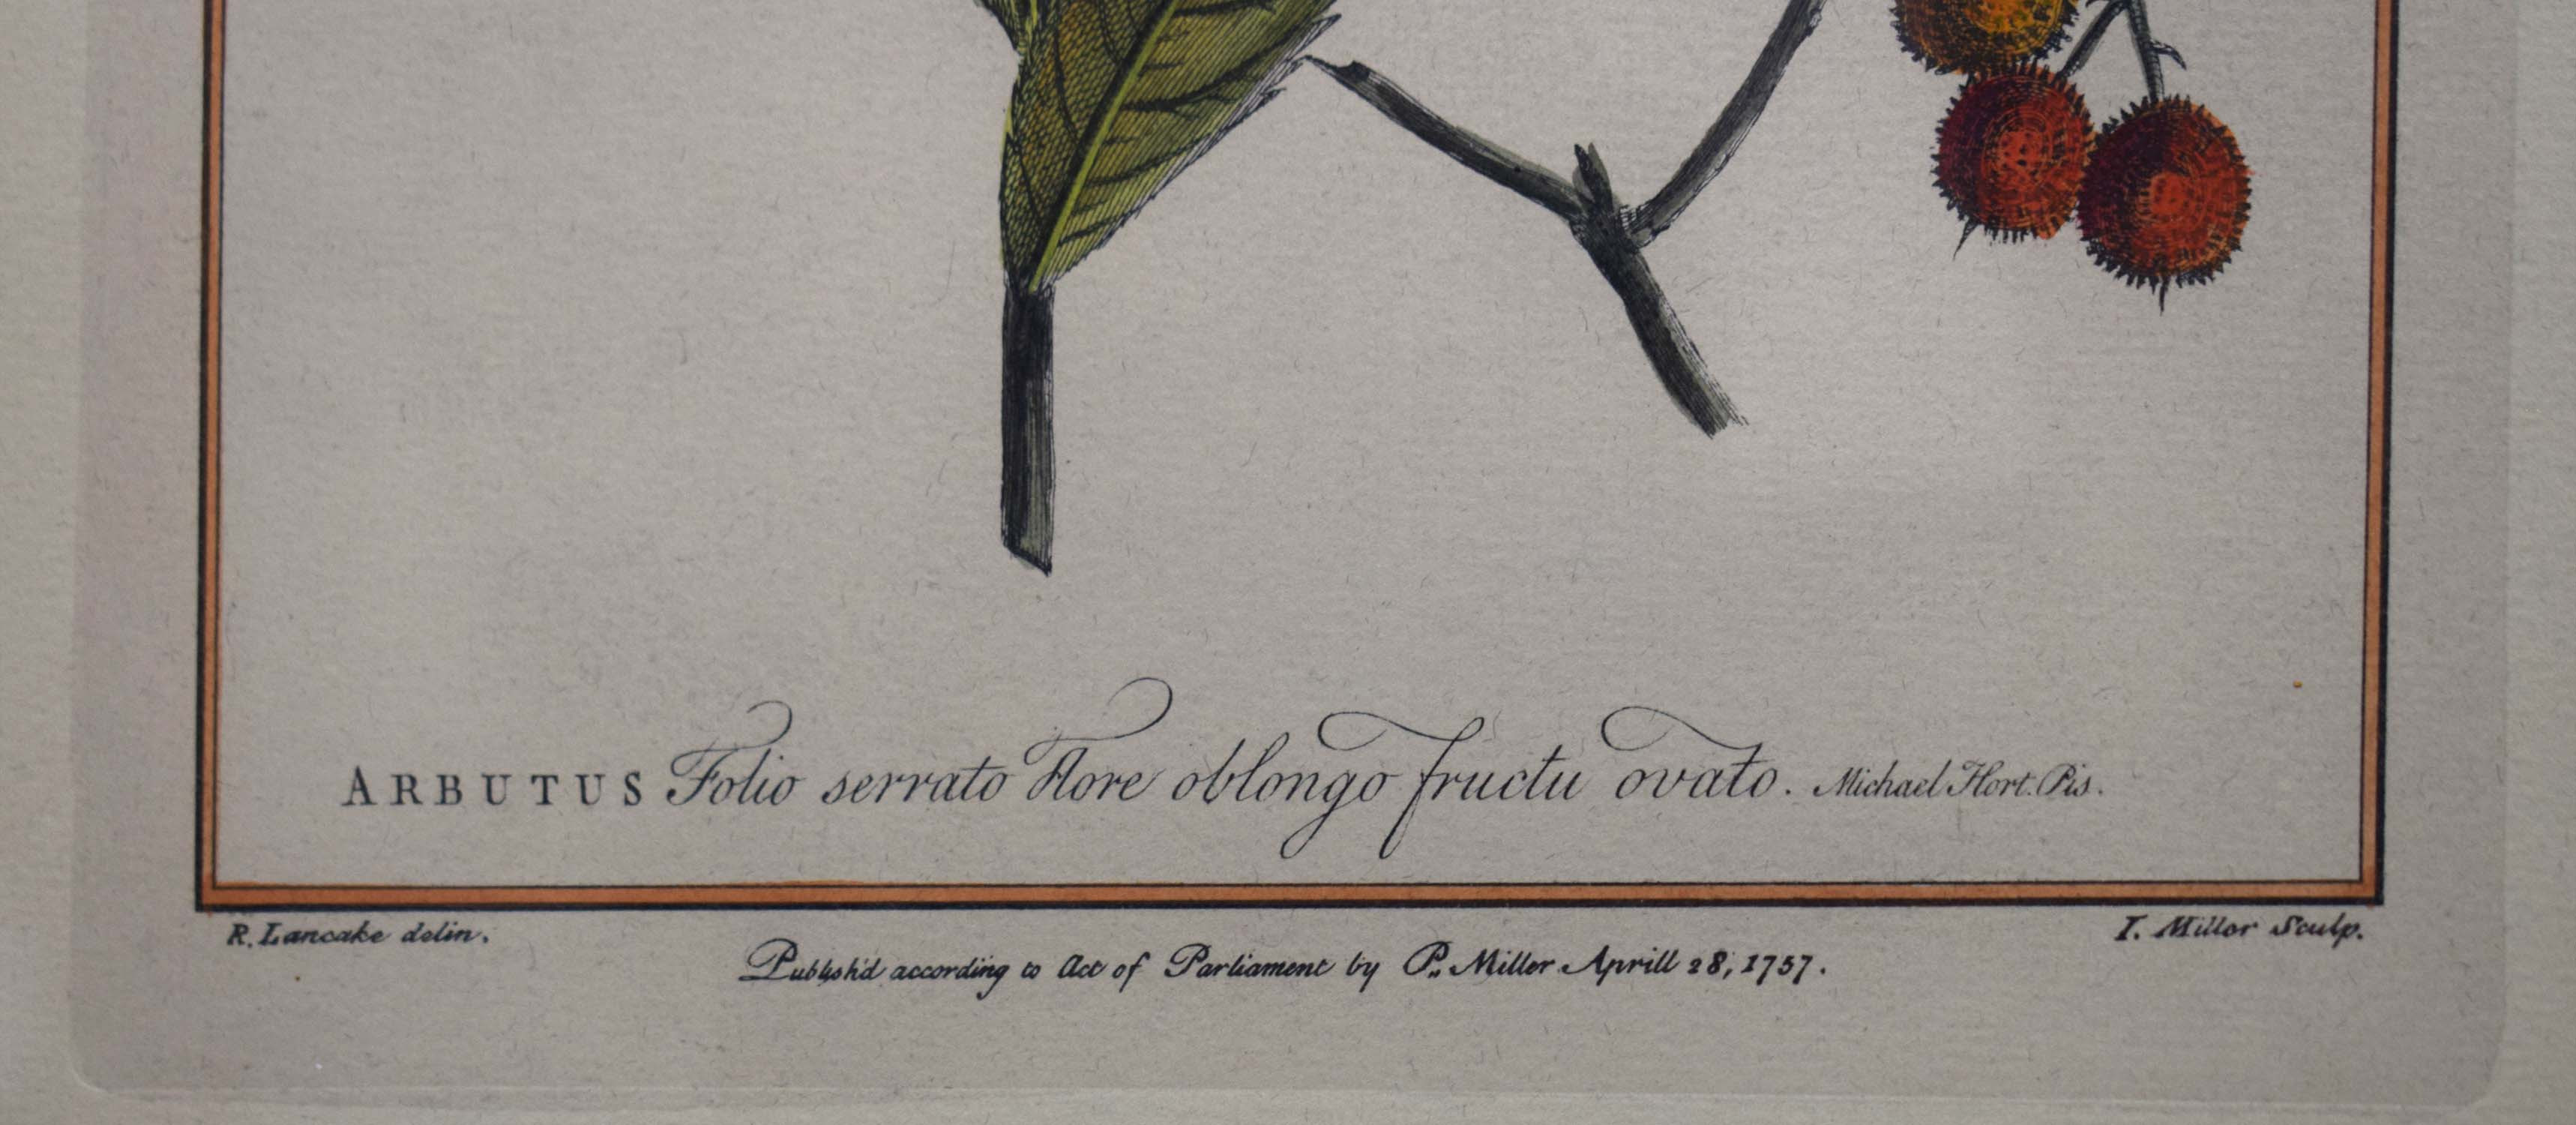 ARBUTUS Folio serrato Flore oblongo fructu ovato. Michael Hort. Pis.
R. Lancake delin.
I. Miller Sculp.
Publish'd according to Act of Parliament by P. Miller Aprill 28, 1757.